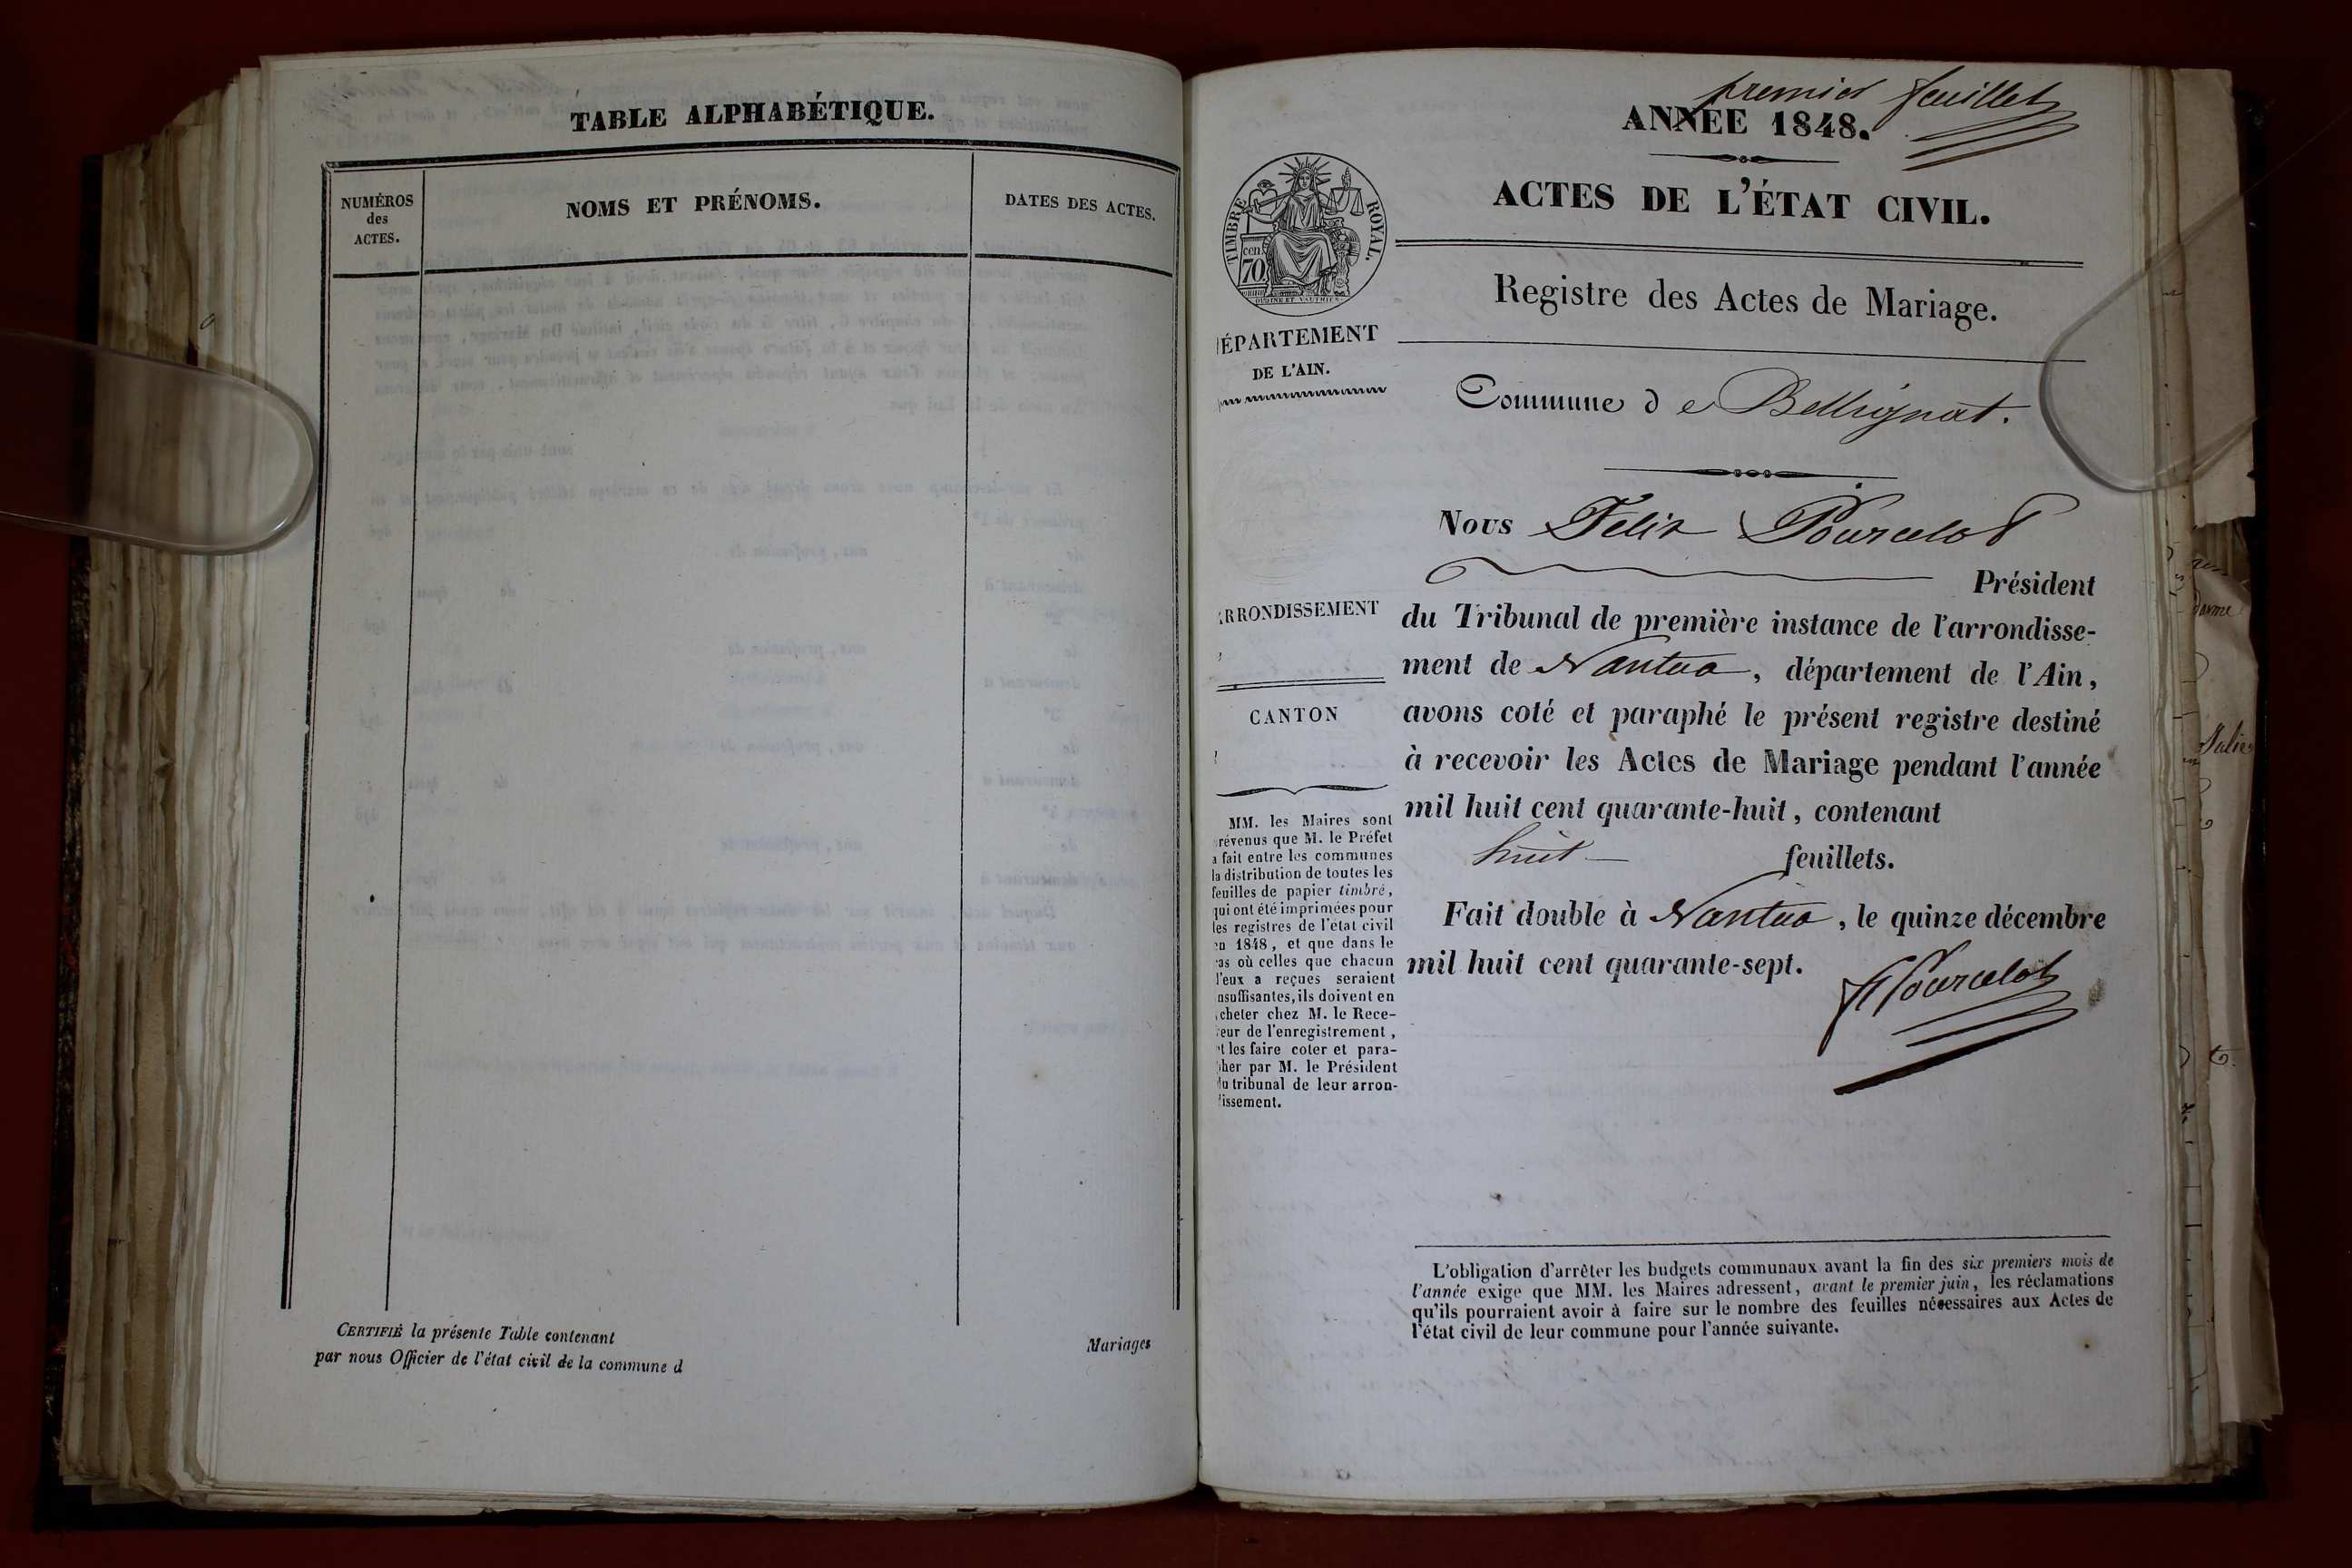 TABLE ALPHABÉTIQUE.
NUMÉROS
des
ACTES.
NOMS ET PRÉNOMS.
DATES DES ACTES.
CERTIFIÉ la présente Table contenant
Mariages
par nous Officier de l'état civil de la commune d
premier feuillet
ANNÉE 1848.
ACTES DE L'ÉTAT CIVIL.
TIMBRE ROYAL.
cen.
70
Registre des Actes de Mariage.
ÉPARTEMENT
DE L'AIN.
Commune d e Bellignat.
Nous Félix Pourcelot
Président
du Tribunal de première instance de l'arrondisse-
ment de Nantua, département de l'Ain,
avons coté et paraphé le présent registre destiné
à recevoir les Actes de Mariage pendant l'année
mil huit cent quarante-huit, contenant
huit feuillets.
Fait double à Nantua, le quinze décembre
mil huit cent quarante-sept.
F Pourcelot
RRONDISSEMENT
CANTON
MM. les Maires sont
révenus que M. le Préfet
a fait entre les communes
la distribution de toutes les
feuilles de papier timbré,
qui ont été imprimées pour
les registres de l'état civil
en 1848, et que dans le
cas où celles que chacun
d'eux a reçues seraient
nsuffisantes, ils doivent en
cheter chez M. le Rece-
eur de l'enregistrement,
t les faire coter et para-
her par M. le Président
du tribunal de leur arron-
issement.
L'obligation d'arrêter les budgets communaux avant la fin des six premiers mois de
l'année exige que MM. les Maires adressent, avant le premier juin, les réclamations
qu'ils pourraient avoir à faire sur le nombre des feuilles nécessaires aux Actes de
l'état civil de leur commune pour l'année suivante.